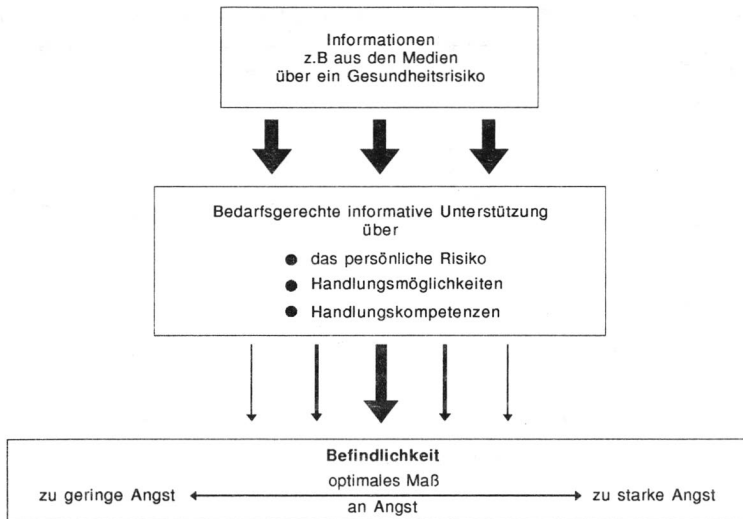 Informationen
z.B aus den Medien
über ein Gesundheitsrisiko
Bedarfsgerechte informative Unterstützung
über
● das persönliche Risiko
● Handlungsmöglichkeiten
● Handlungskompetenzen
Befindlichkeit
optimales Maß
zu geringe Angst zu starke Angst
an Angst